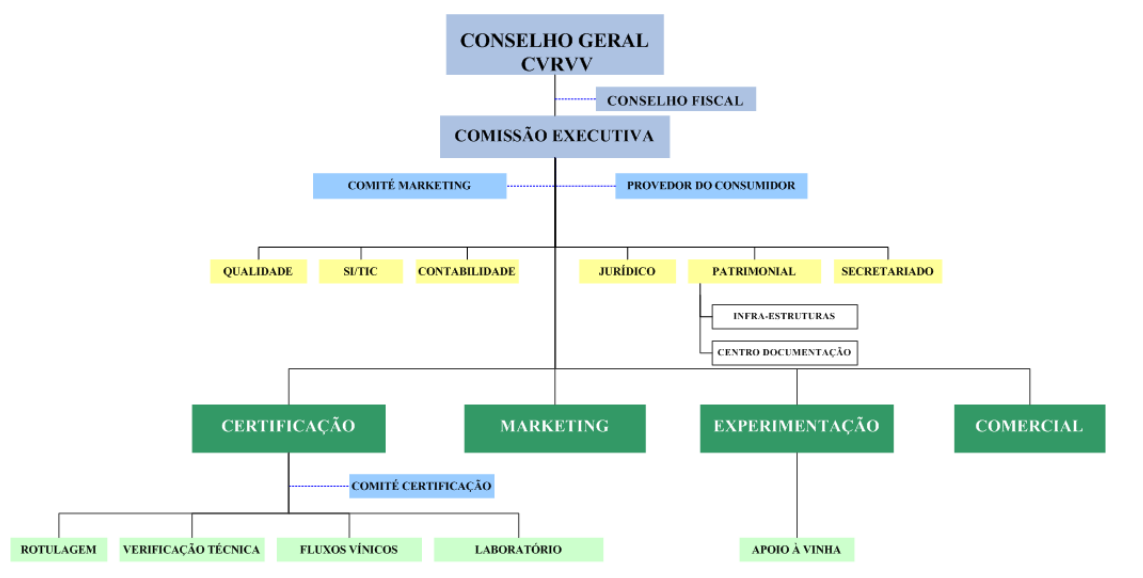 CONSELHO GERAL
CVRVV
CONSELHO FISCAL
COMISSÃO EXECUTIVA
COMITÉ MARKETING
PROVEDOR DO CONSUMIDOR
QUALIDADE
SI/TIC
CONTABILIDADE
JURÍDICO
PATRIMONIAL
SECRETARIADO
INFRA-ESTRUTURAS
CENTRO DOCUMENTAÇÃO
CERTIFICAÇÃO
MARKETING
EXPERIMENTAÇÃO
COMERCIAL
COMITÉ CERTIFICAÇÃO
ROTULAGEM
VERIFICAÇÃO TÉCNICA
FLUXOS VÍNICOS
LABORATÓRIO
APOIO À VINHA